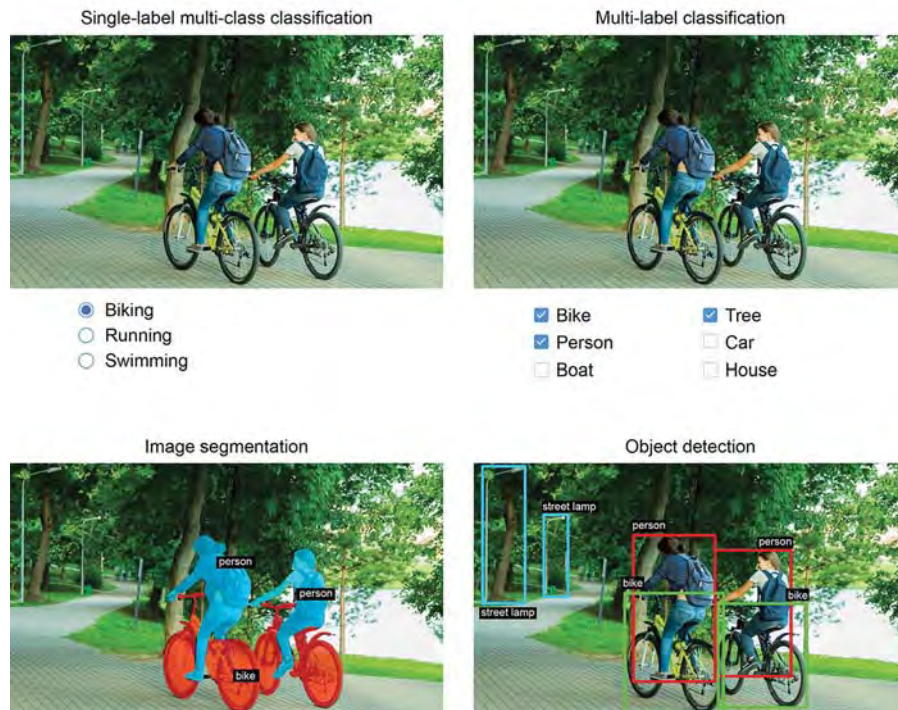 Single-label multi-class classification
Multi-label classification
Biking
Running
Swimming
Bike
Tree
Person
Car
Boat
House
Image segmentation
Object detection
person
person
bike
street lamp
person
person
bike
bike
street lamp